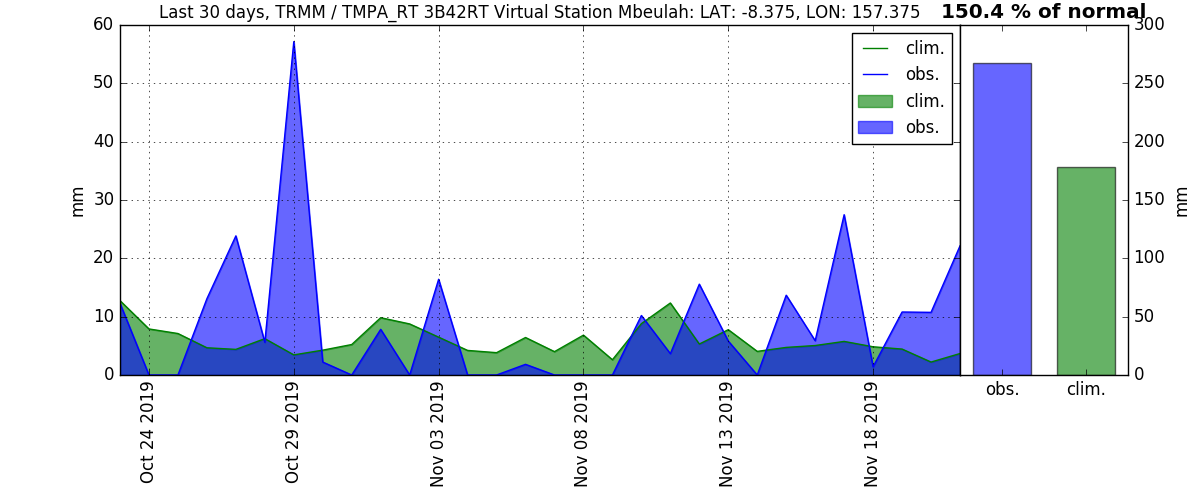 Last 30 days, TRMM / TMPA_RT 3B42RT Virtual Station Mbeulah: LAT: -8.375, LON: 157.375
150.4 % of normal
60
50
40
30
20
10
0
mm
clim.
obs.
clim.
obs.
Oct 24 2019
Oct 29 2019
Nov 03 2019
Nov 08 2019
Nov 13 2019
Nov 18 2019
300
250
200
150
100
50
0
mm
obs.
clim.